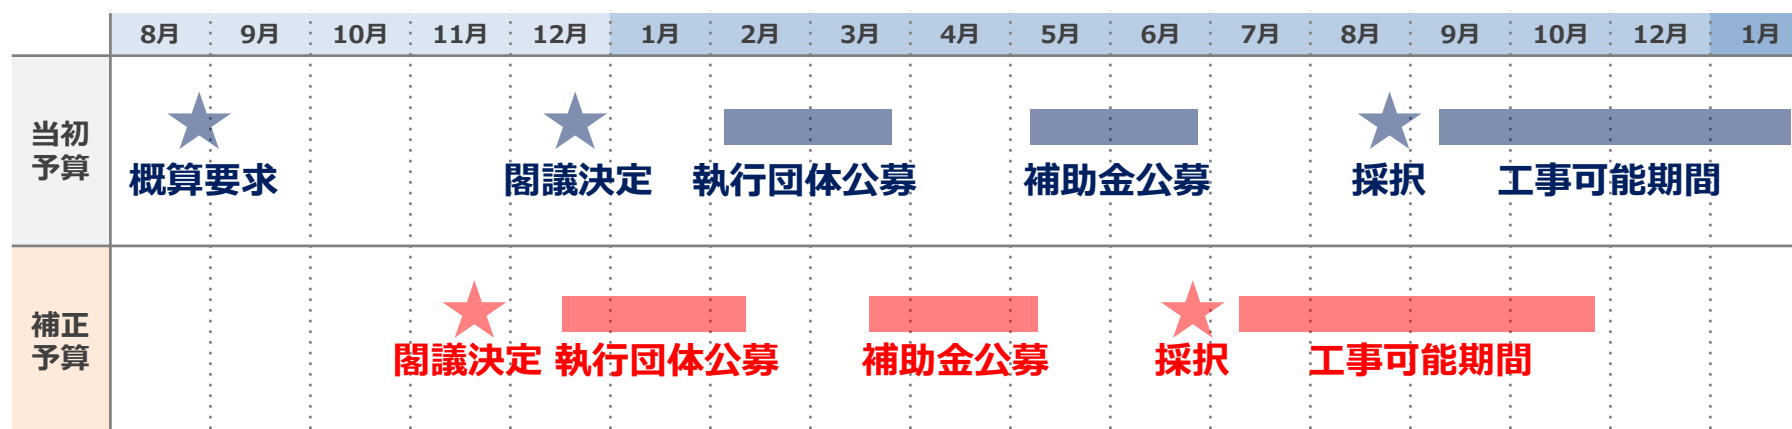 8月 9月 10月 11月 12月 1月 2月 3月 4月 5月 6月 7月 8月 9月 10月 12月 1月
当初
予算
概算要求 閣議決定 執行団体公募 補助金公募 採択 工事可能期間
補正
予算
閣議決定 執行団体公募 補助金公募 採択 工事可能期間